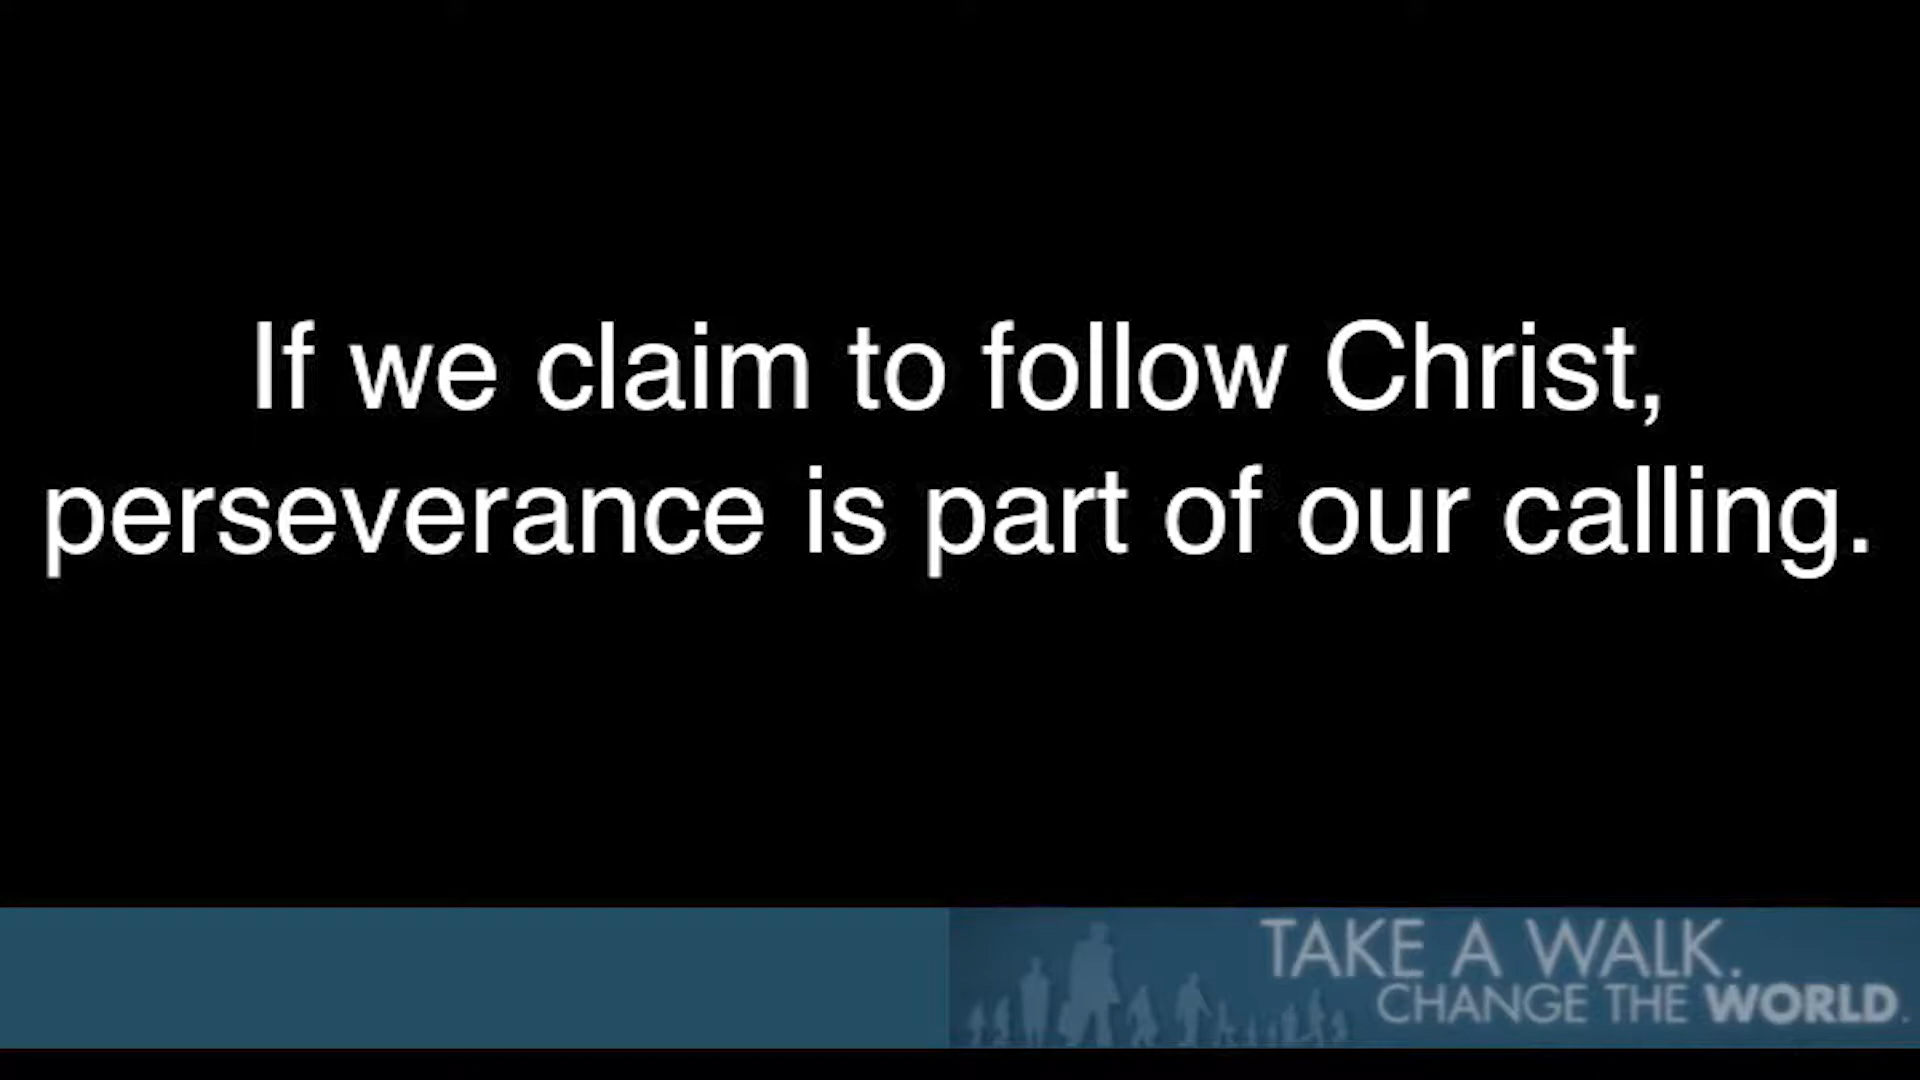 If we claim to follow Christ,
perseverance is part of our calling.
TAKE A WALK.
CHANGE THE WORLD.